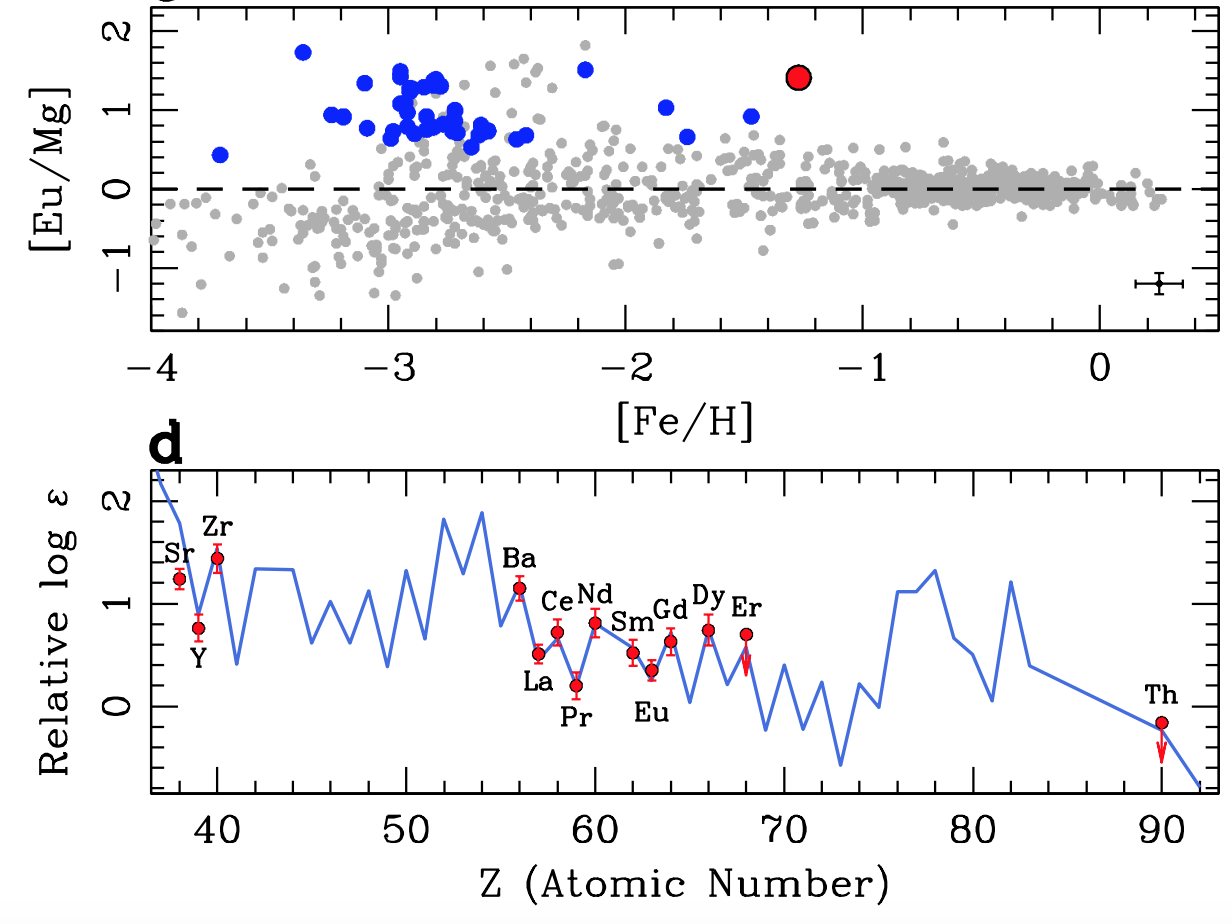 [Eu/Mg]
2
1
0
−1
−4 −3 −2 −1 0
[Fe/H]
d
Relative log ε
2
1
0
Sr
Y
Zr
Ba
La
Ce
Pr
Nd
Sm
Eu
Gd
Dy
Er
Th
40 50 60 70 80 90
Z (Atomic Number)